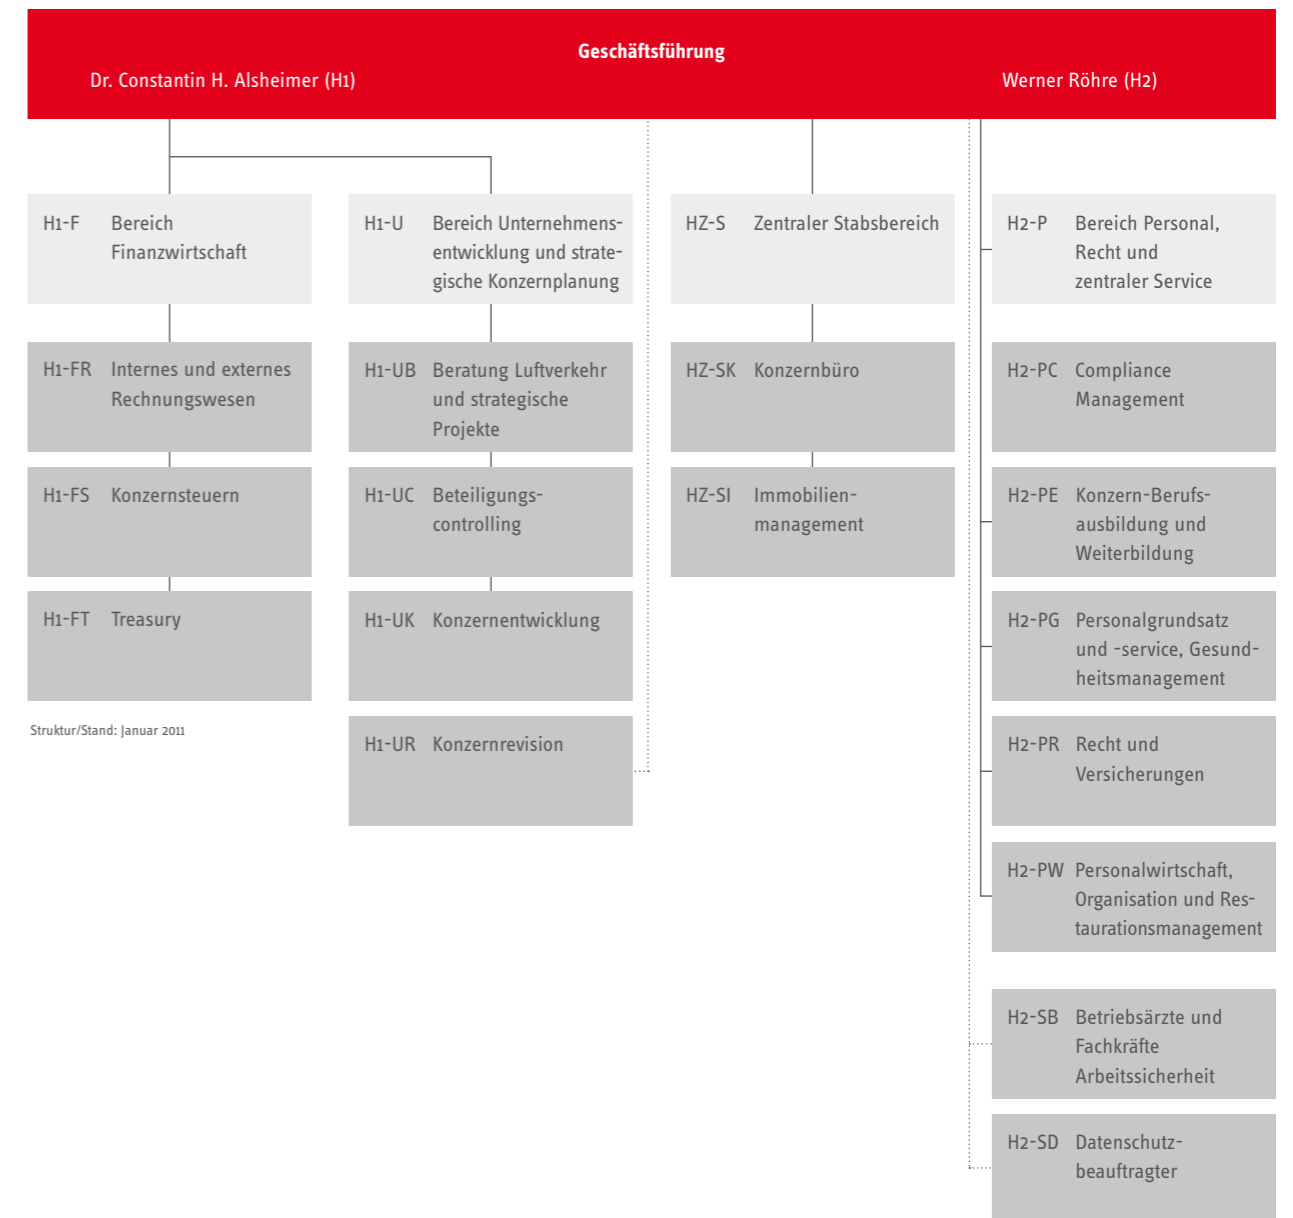 Geschäftsführung
Dr. Constantin H. Alsheimer (H1)
Werner Röhre (H2)
H1-F Bereich
Finanzwirtschaft
H1-FR Internes und externes
Rechnungswesen
H1-FS Konzernsteuern
H1-FT Treasury
Struktur/Stand: Januar 2011
H1-U Bereich Unternehmens-
entwicklung und strate-
gische Konzernplanung
H1-UB Beratung Luftverkehr
und strategische
Projekte
H1-UC Beteiligungs-
controlling
H1-UK Konzernentwicklung
H1-UR Konzernrevision
HZ-S Zentraler Stabsbereich
HZ-SK Konzernbüro
HZ-SI Immobilien-
management
H2-P Bereich Personal,
Recht und
zentraler Service
H2-PC Compliance
Management
H2-PE Konzern-Berufs-
ausbildung und
Weiterbildung
H2-PG Personalgrundsatz
und -service, Gesund-
heitsmanagement
H2-PR Recht und
Versicherungen
H2-PW Personalwirtschaft,
Organisation und Res-
taurationsmanagement
H2-SB Betriebsärzte und
Fachkräfte
Arbeitssicherheit
H2-SD Datenschutz-
beauftragter